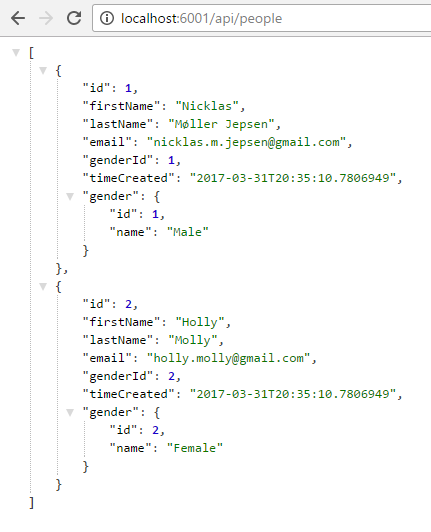 localhost:6001/api/people
[
{
"id": 1,
"firstName": "Nicklas",
"lastName": "Møller Jepsen",
"email": "nicklas.m.jepsen@gmail.com",
"genderId": 1,
"timeCreated": "2017-03-31T20:35:10.7806949",
"gender": {
"id": 1,
"name": "Male"
}
},
{
"id": 2,
"firstName": "Holly",
"lastName": "Molly",
"email": "holly.molly@gmail.com",
"genderId": 2,
"timeCreated": "2017-03-31T20:35:10.7806949",
"gender": {
"id": 2,
"name": "Female"
}
}
]